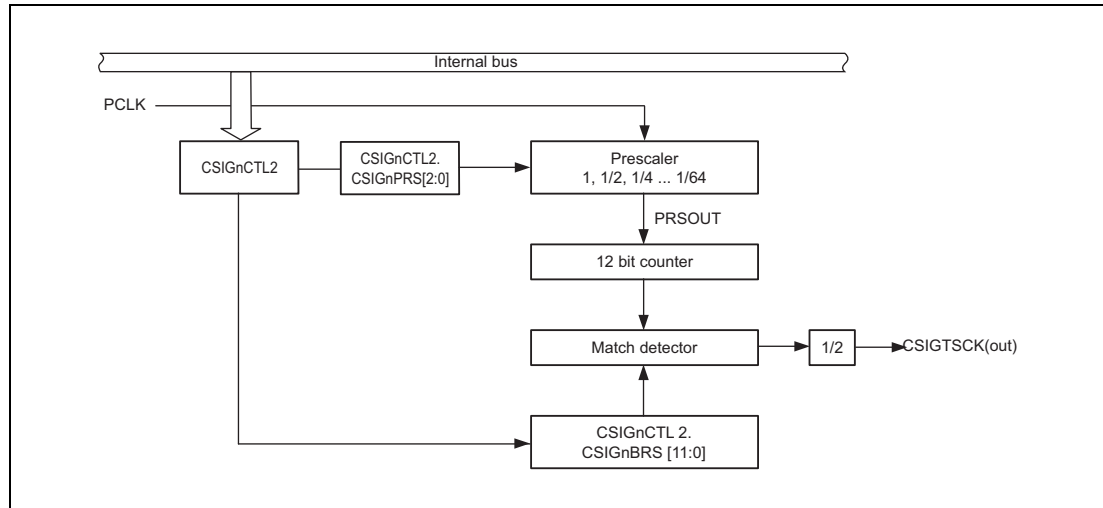 Internal bus
PCLK
CSIGnCTL2
CSIGnCTL2.
CSIGnPRS[2:0]
Prescaler
1, 1/2, 1/4 ... 1/64
PRSOUT
12 bit counter
Match detector
1/2
CSIGTSCK(out)
CSIGnCTL 2.
CSIGnBRS [11:0]